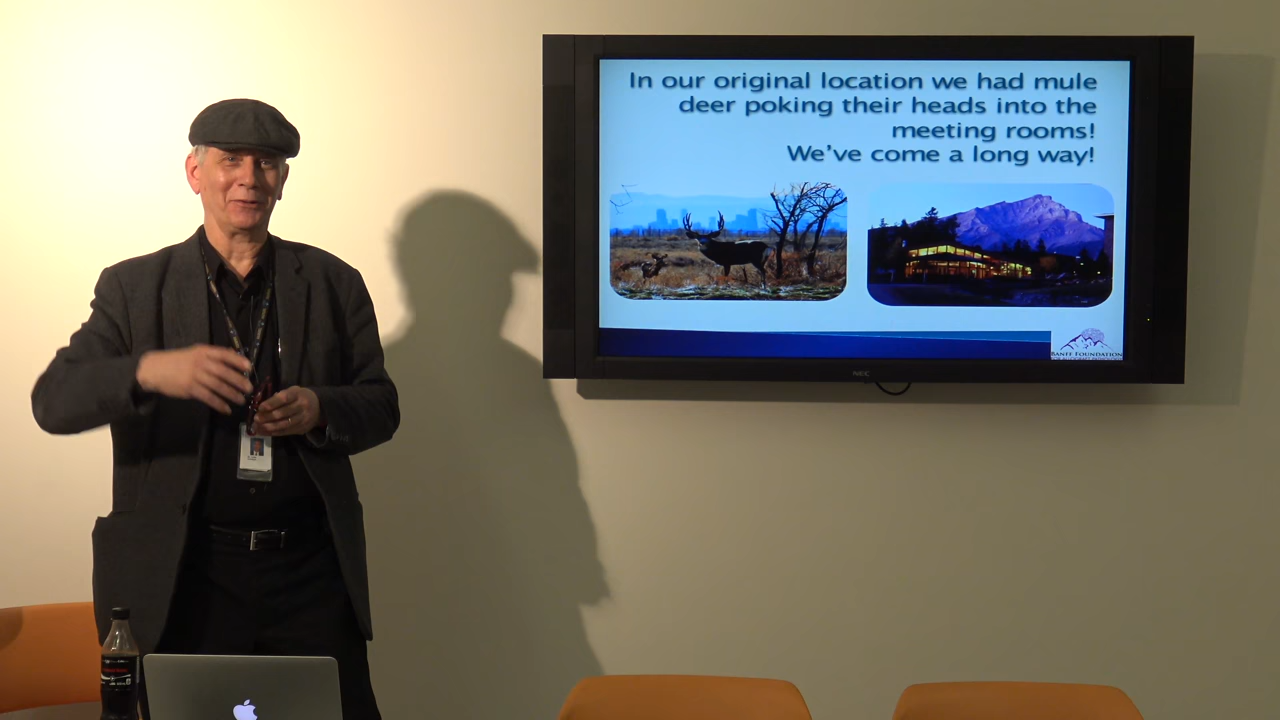 In our original location we had mule
deer poking their heads into the
meeting rooms!
We've come a long way!
BANFF FOUNDATION
NEC